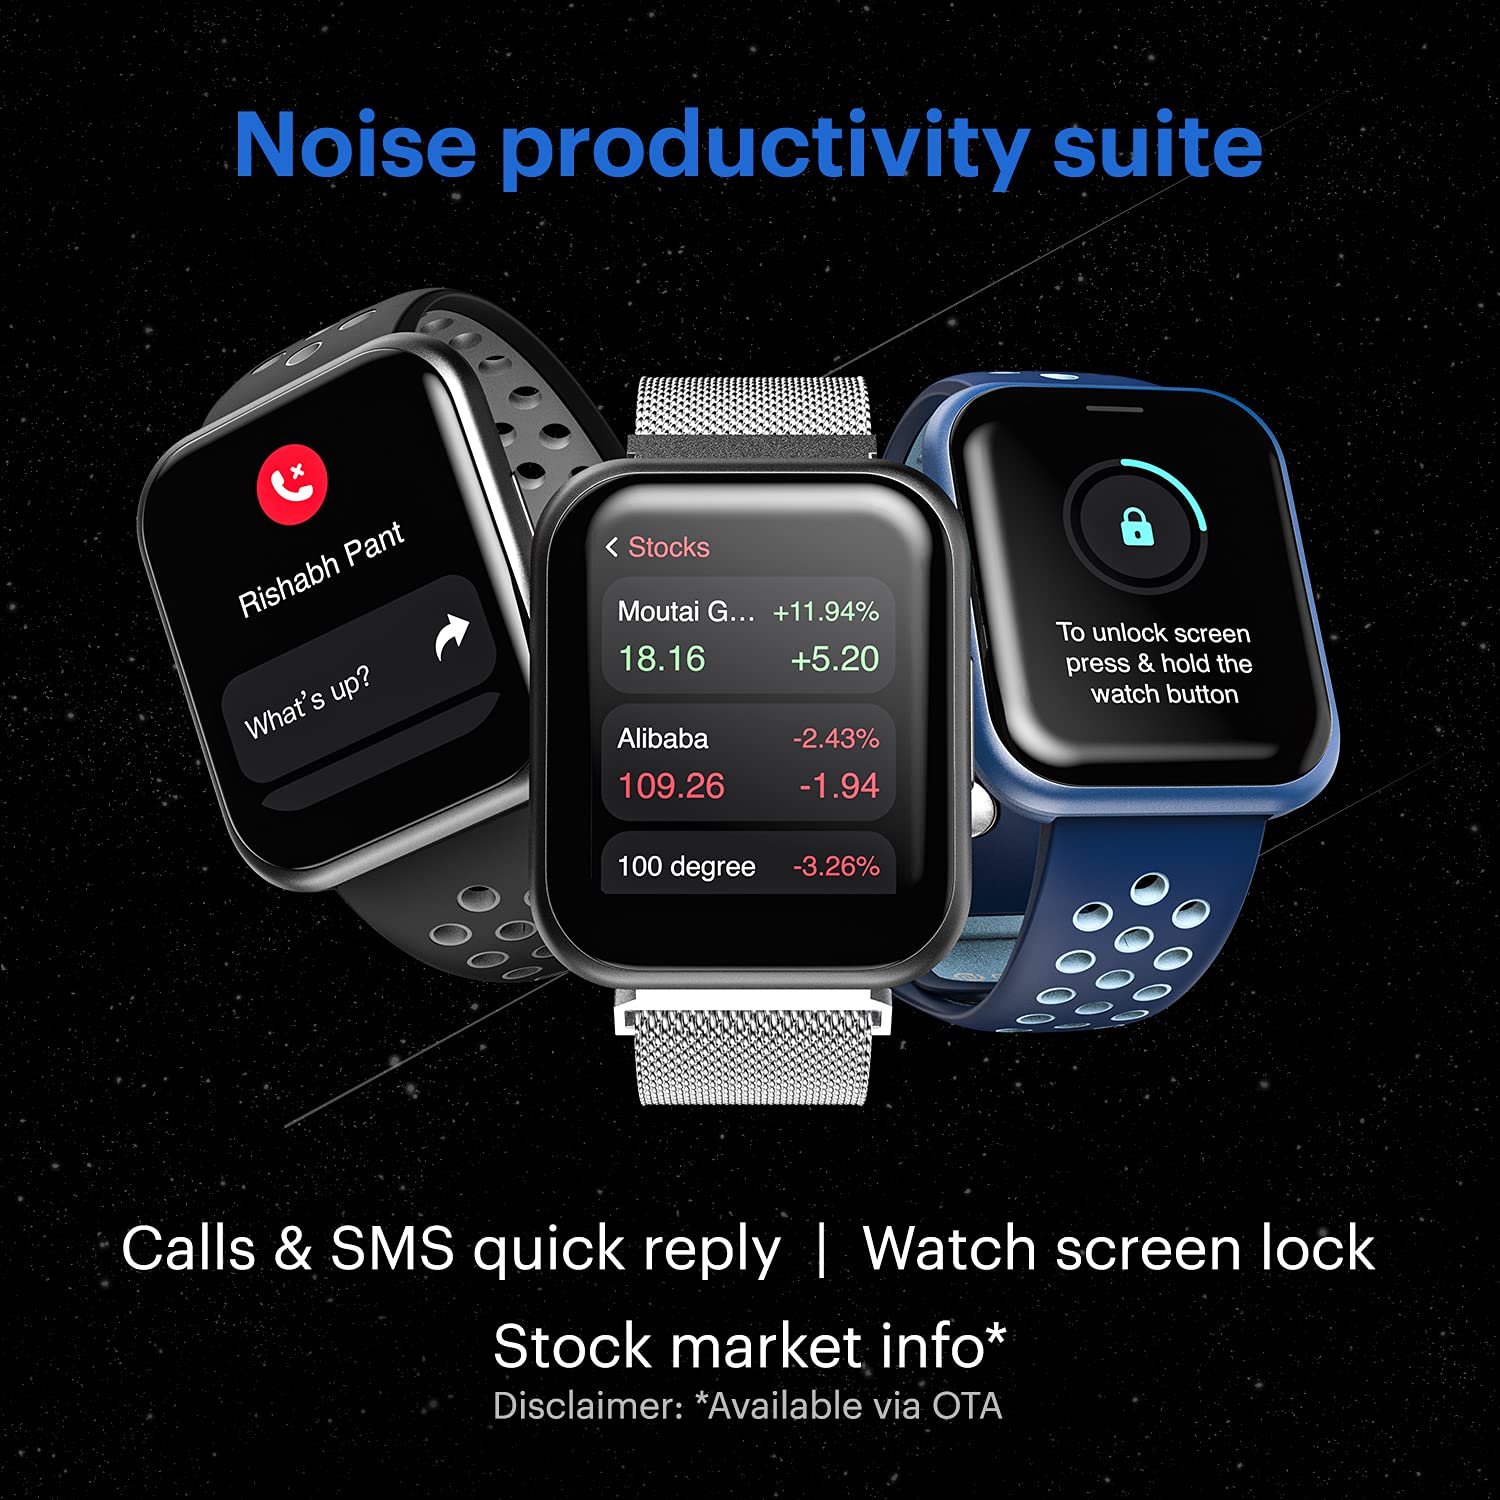 Noise productivity suite
Rishabh Pant
What's up?
Stocks
Moutai G... +11.94%
18.16 +5.20
Alibaba -2.43%
109.26 -1.94
100 degree -3.26%
To unlock screen
press & hold the
watch button
Calls & SMS quick reply | Watch screen lock
Stock market info*
Disclaimer: *Available via OTA